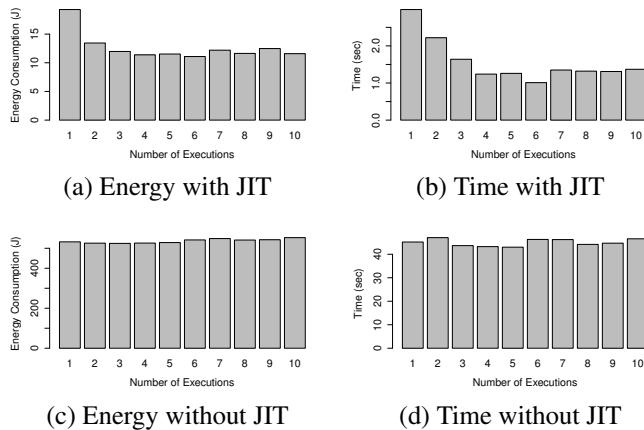 Energy Consumption (J)
0 5 10 15
1 2 3 4 5 6 7 8 9 10
Number of Executions
(a) Energy with JIT
Time (sec)
0.0 1.0 2.0
1 2 3 4 5 6 7 8 9 10
Number of Executions
(b) Time with JIT
Energy Consumption (J)
0 200 400
1 2 3 4 5 6 7 8 9 10
Number of Executions
(c) Energy without JIT
Time (sec)
0 10 20 30 40
1 2 3 4 5 6 7 8 9 10
Number of Executions
(d) Time without JIT